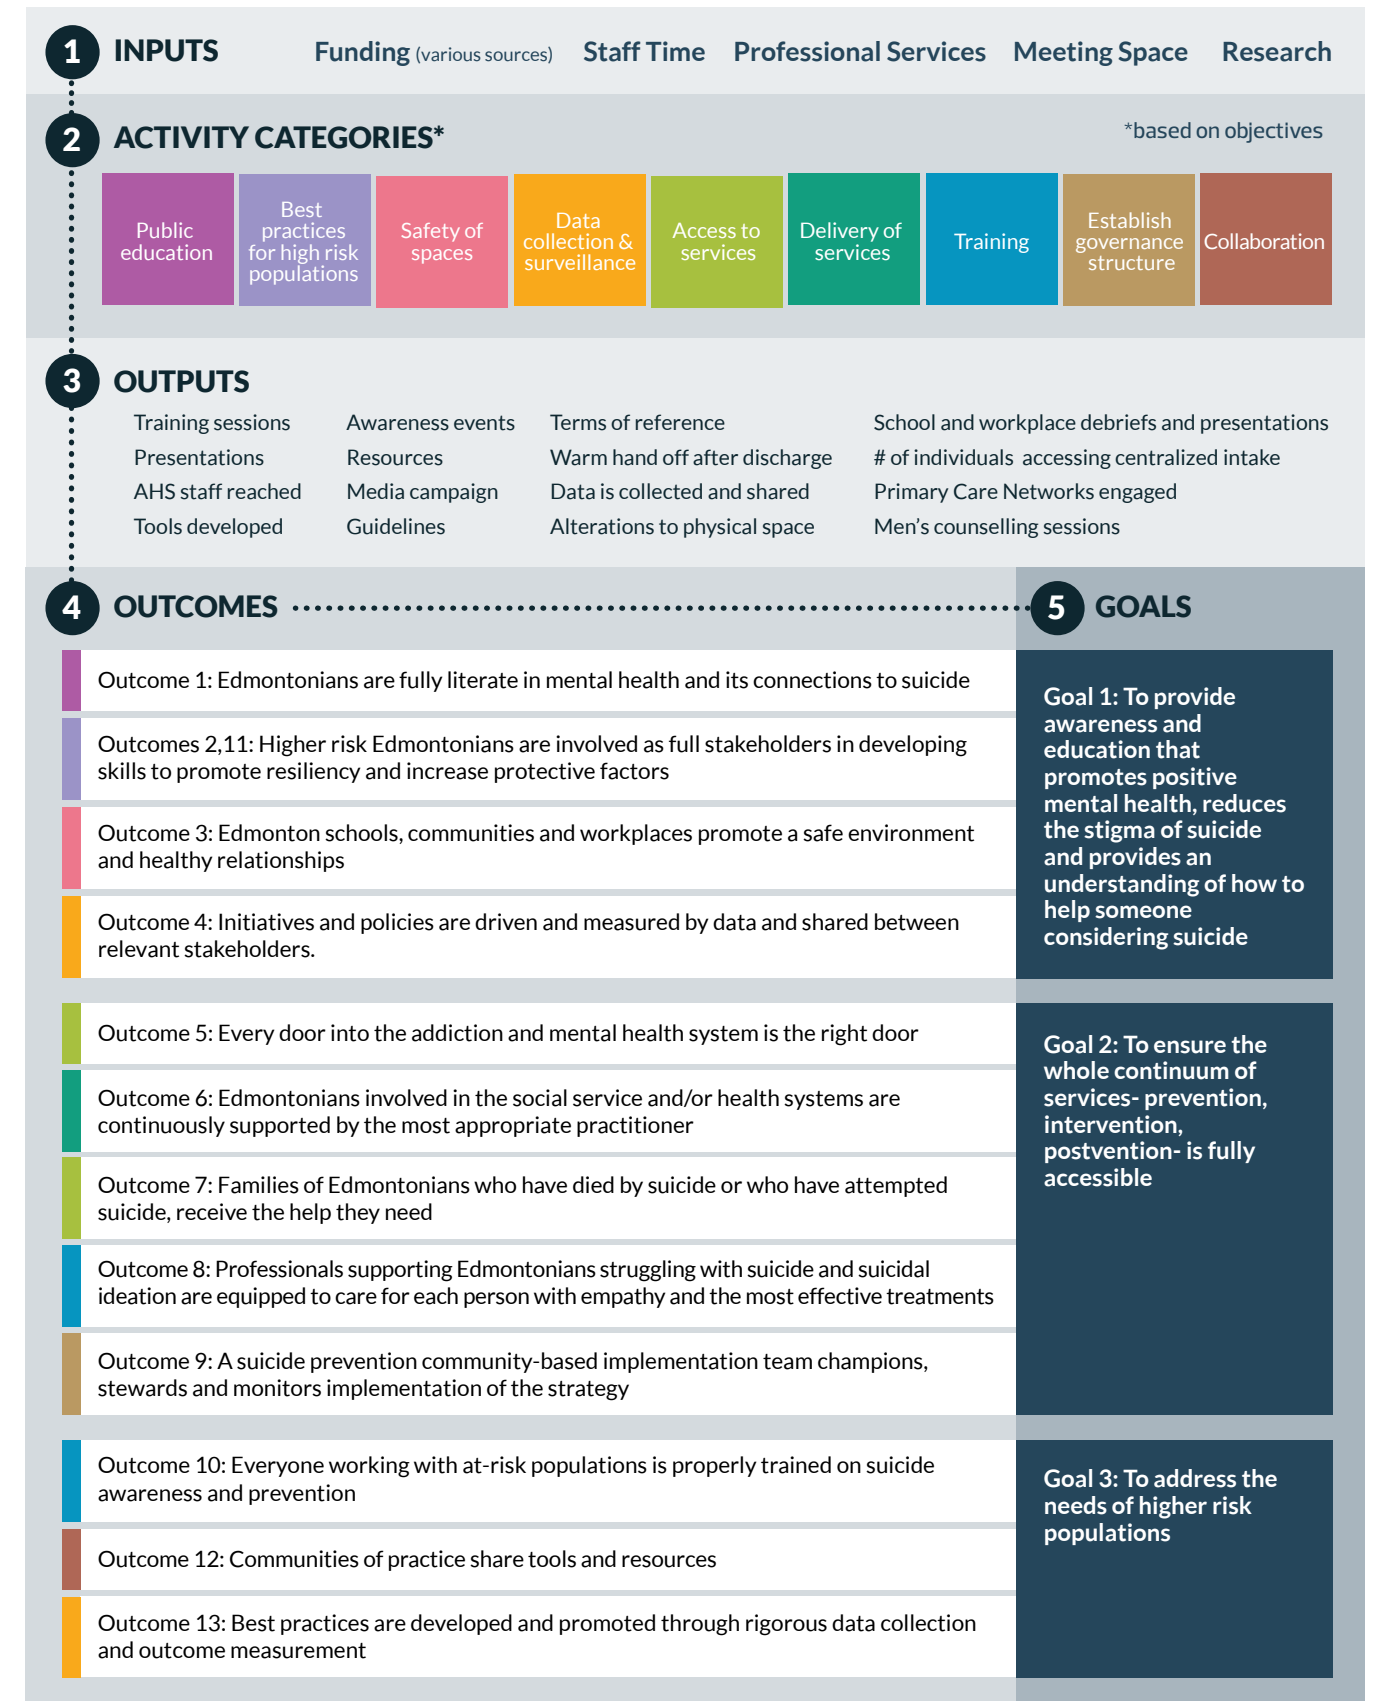 1 INPUTS Funding (various sources) Staff Time Professional Services Meeting Space Research
2 ACTIVITY CATEGORIES*
*based on objectives
Public
education
Best
practices
for high risk
populations
Safety of
spaces
Data
collection &
surveillance
Access to
services
Delivery of
services
Training
Establish
governance
structure
Collaboration
3 OUTPUTS
Training sessions
Presentations
AHS staff reached
Tools developed
Awareness events
Resources
Media campaign
Guidelines
Terms of reference
Warm hand off after discharge
Data is collected and shared
Alterations to physical space
School and workplace debriefs and presentations
# of individuals accessing centralized intake
Primary Care Networks engaged
Men's counselling sessions
4 OUTCOMES
5 GOALS
Outcome 1: Edmontonians are fully literate in mental health and its connections to suicide
Outcomes 2,11: Higher risk Edmontonians are involved as full stakeholders in developing
skills to promote resiliency and increase protective factors
Outcome 3: Edmonton schools, communities and workplaces promote a safe environment
and healthy relationships
Outcome 4: Initiatives and policies are driven and measured by data and shared between
relevant stakeholders.
Goal 1: To provide
awareness and
education that
promotes positive
mental health, reduces
the stigma of suicide
and provides an
understanding of how to
help someone
considering suicide
Outcome 5: Every door into the addiction and mental health system is the right door
Outcome 6: Edmontonians involved in the social service and/or health systems are
continuously supported by the most appropriate practitioner
Outcome 7: Families of Edmontonians who have died by suicide or who have attempted
suicide, receive the help they need
Outcome 8: Professionals supporting Edmontonians struggling with suicide and suicidal
ideation are equipped to care for each person with empathy and the most effective treatments
Outcome 9: A suicide prevention community-based implementation team champions,
stewards and monitors implementation of the strategy
Goal 2: To ensure the
whole continuum of
services- prevention,
intervention,
postvention- is fully
accessible
Outcome 10: Everyone working with at-risk populations is properly trained on suicide
awareness and prevention
Outcome 12: Communities of practice share tools and resources
Outcome 13: Best practices are developed and promoted through rigorous data collection
and outcome measurement
Goal 3: To address the
needs of higher risk
populations